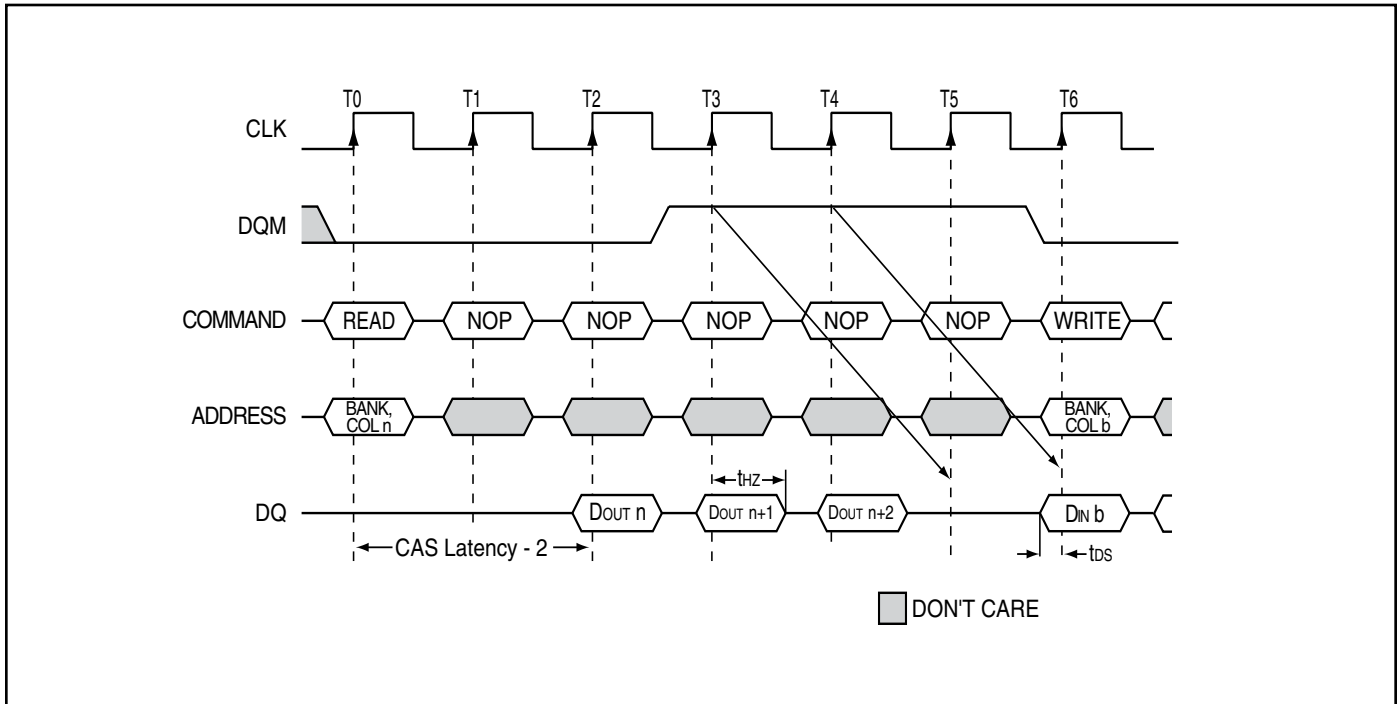 T0 T1 T2 T3 T4 T5 T6
CLK
DQM
COMMAND READ NOP NOP NOP NOP NOP WRITE
ADDRESS BANK, COL n BANK, COL b
tHZ
DQ DOUT n DOUT n+1 DOUT n+2 DIN b
CAS Latency - 2 tDS
DON'T CARE